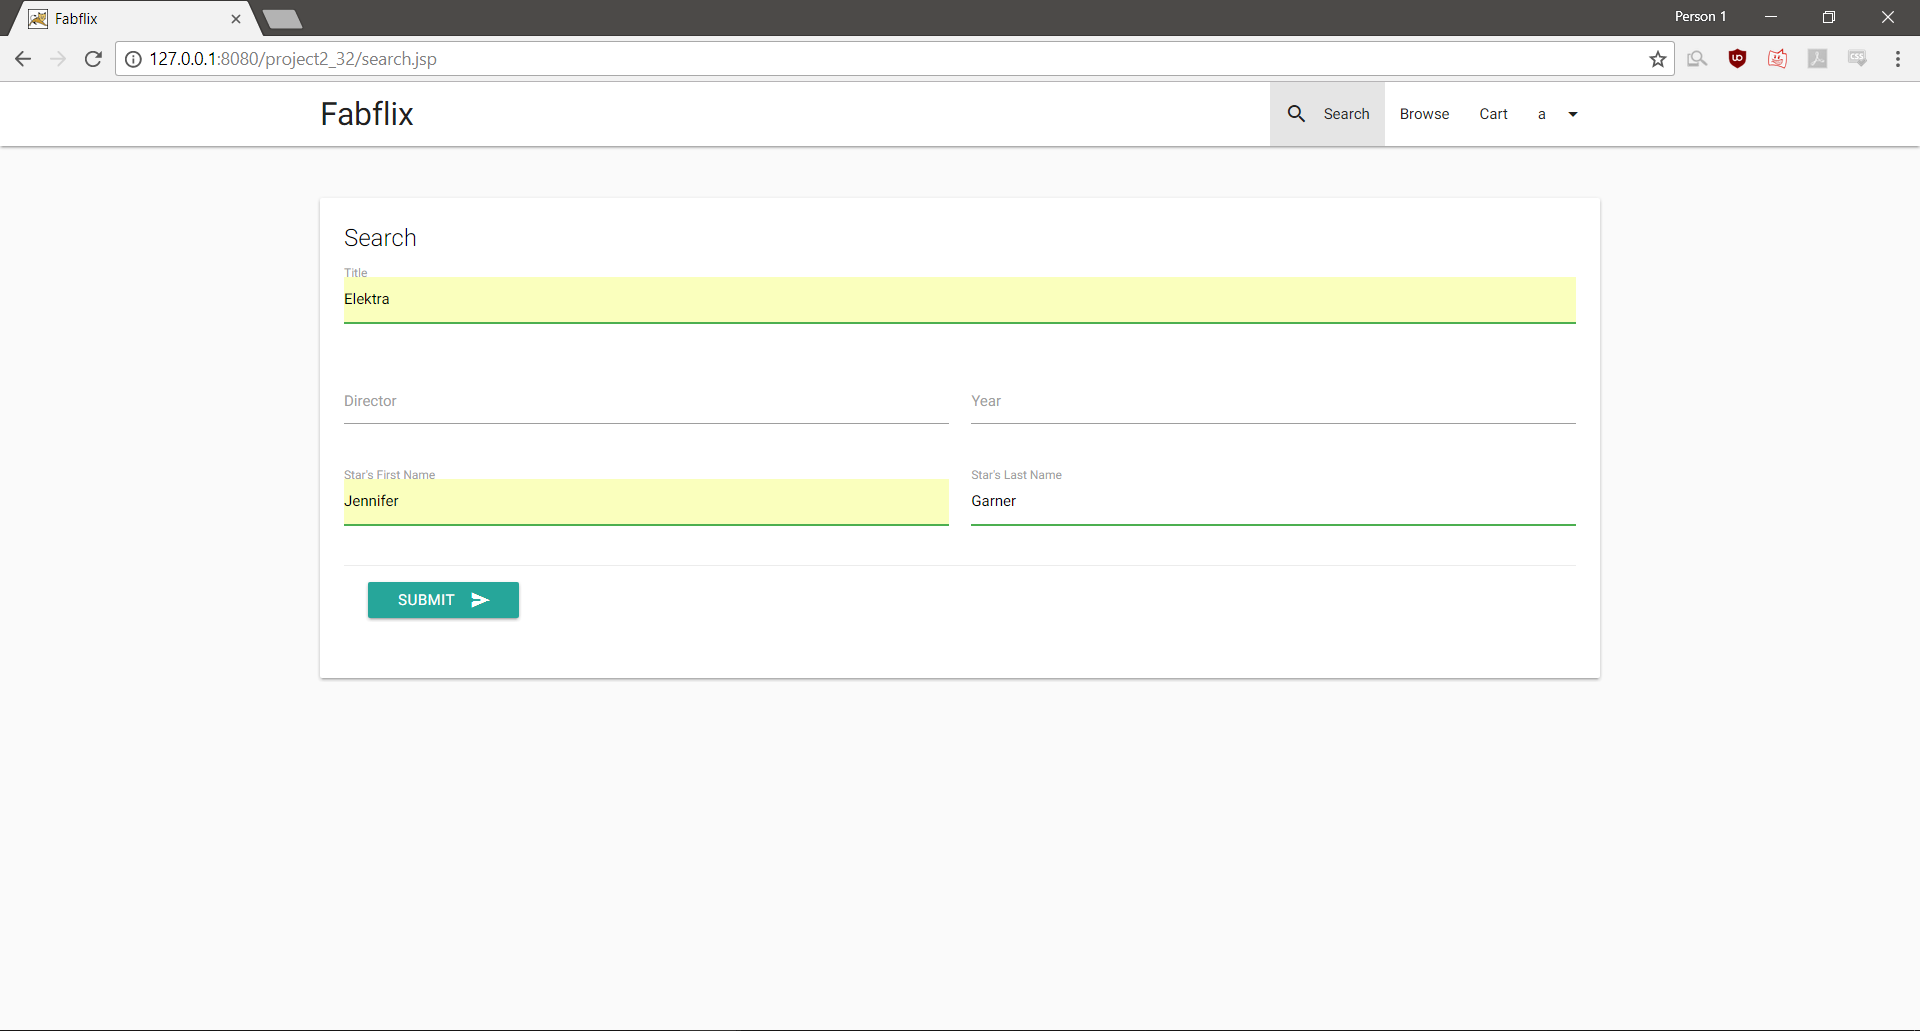 Fabflix
Person 1
127.0.0.1:8080/project2_32/search.jsp
Fabflix
Search
Browse
Cart
a
Search
Title
Elektra
Director
Year
Star's First Name
Star's Last Name
Jennifer
Garner
SUBMIT